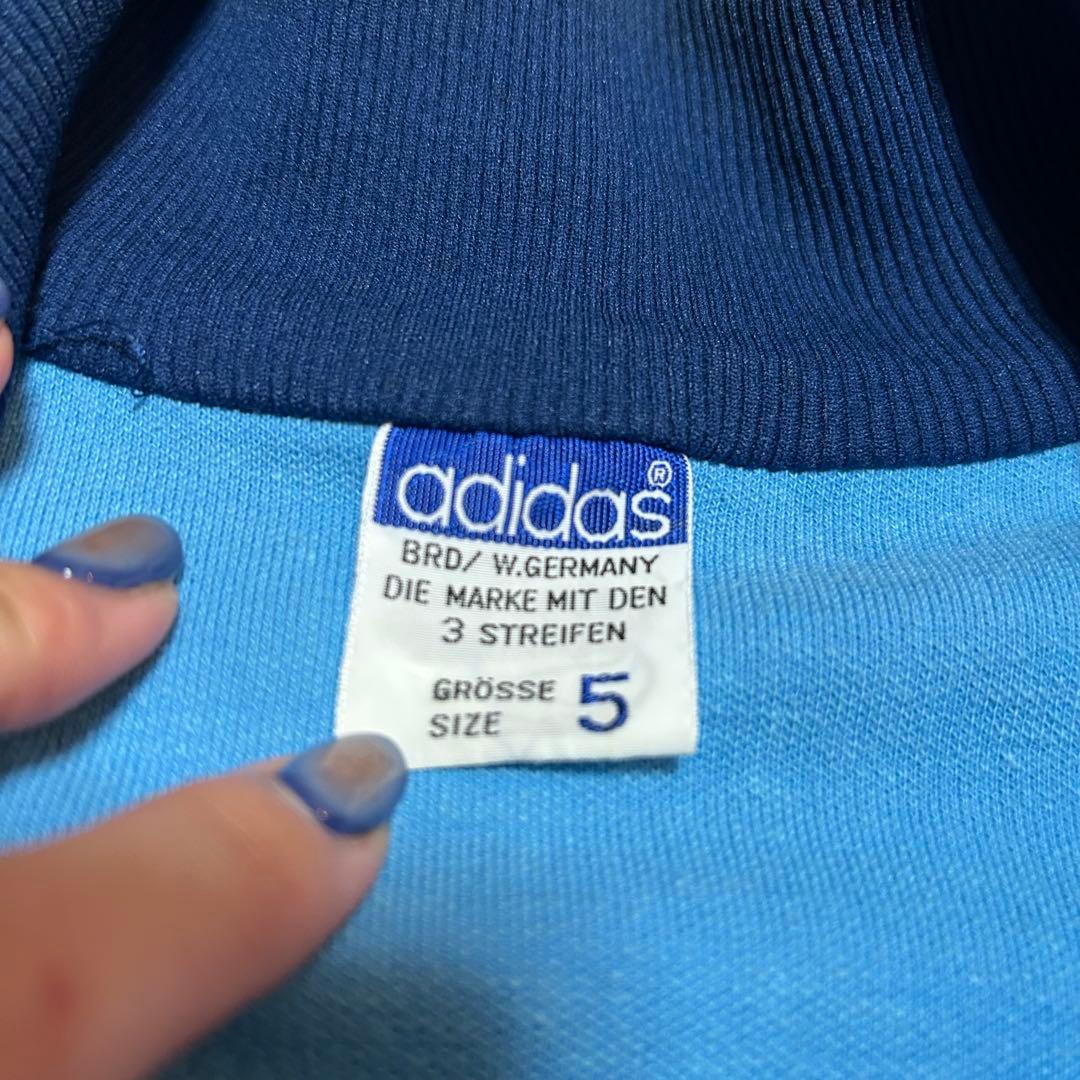 adidas®
BRD/ W.GERMANY
DIE MARKE MIT DEN
3 STREIFEN
GRÖSSE
SIZE 5